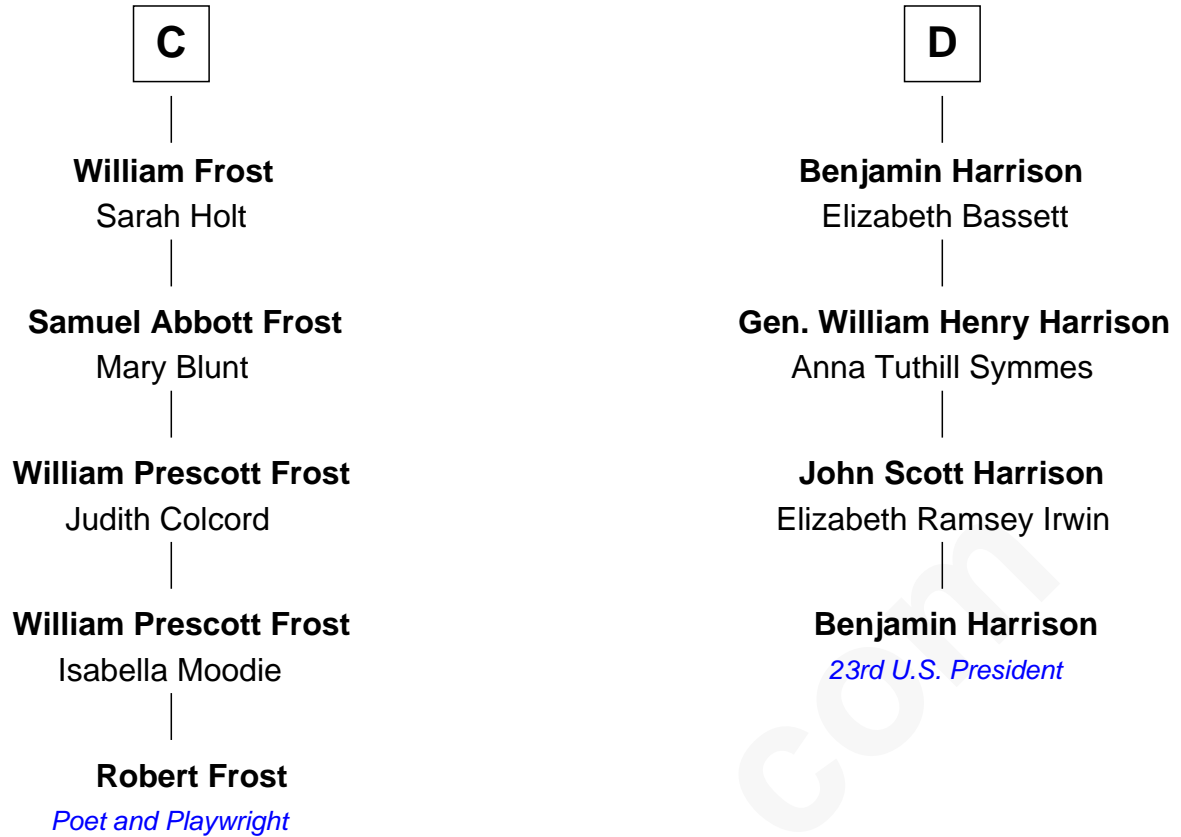 C
William Frost
Sarah Holt
Samuel Abbott Frost
Mary Blunt
William Prescott Frost
Judith Colcord
William Prescott Frost
Isabella Moodie
Robert Frost
Poet and Playwright
D
Benjamin Harrison
Elizabeth Bassett
Gen. William Henry Harrison
Anna Tuthill Symmes
John Scott Harrison
Elizabeth Ramsey Irwin
Benjamin Harrison
23rd U.S. President
com